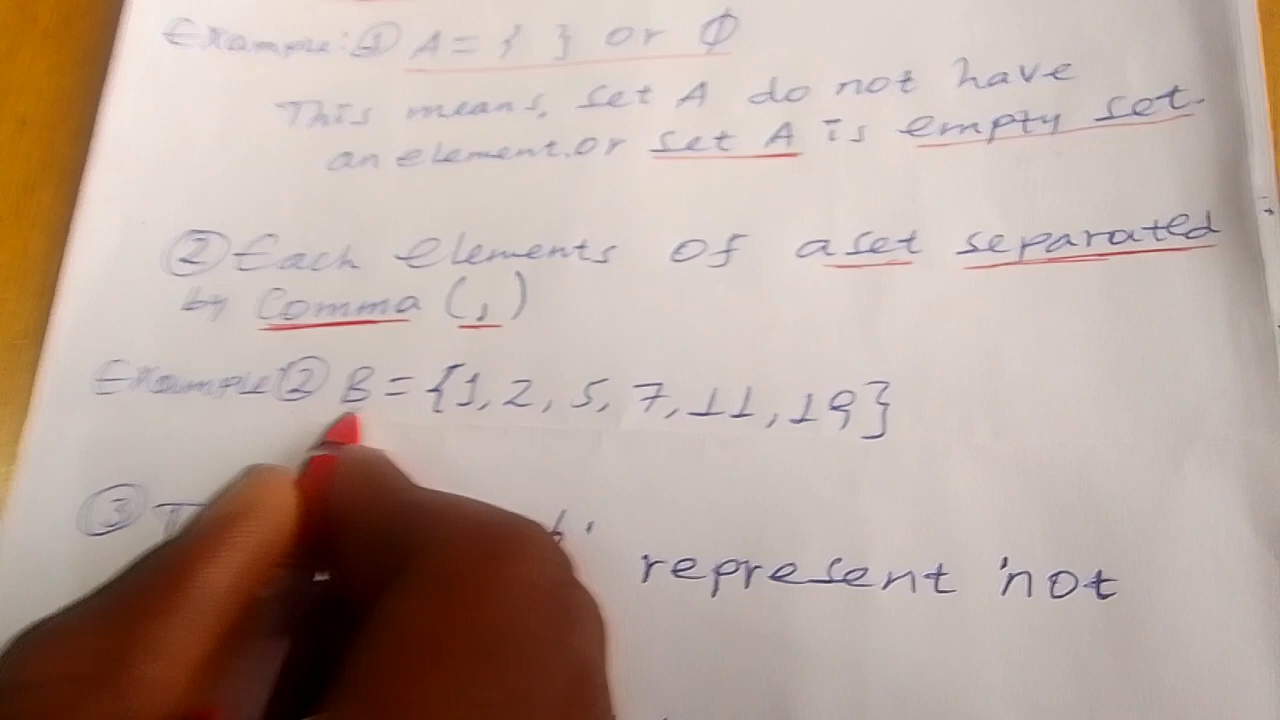 Example: ① A = { } or ϕ
This means, set A do not have
an element. or set A is empty set.
② Each elements of a set separated
by Comma (,)
Example ② B = {1, 2, 5, 7, 11, 19}
③
represent not